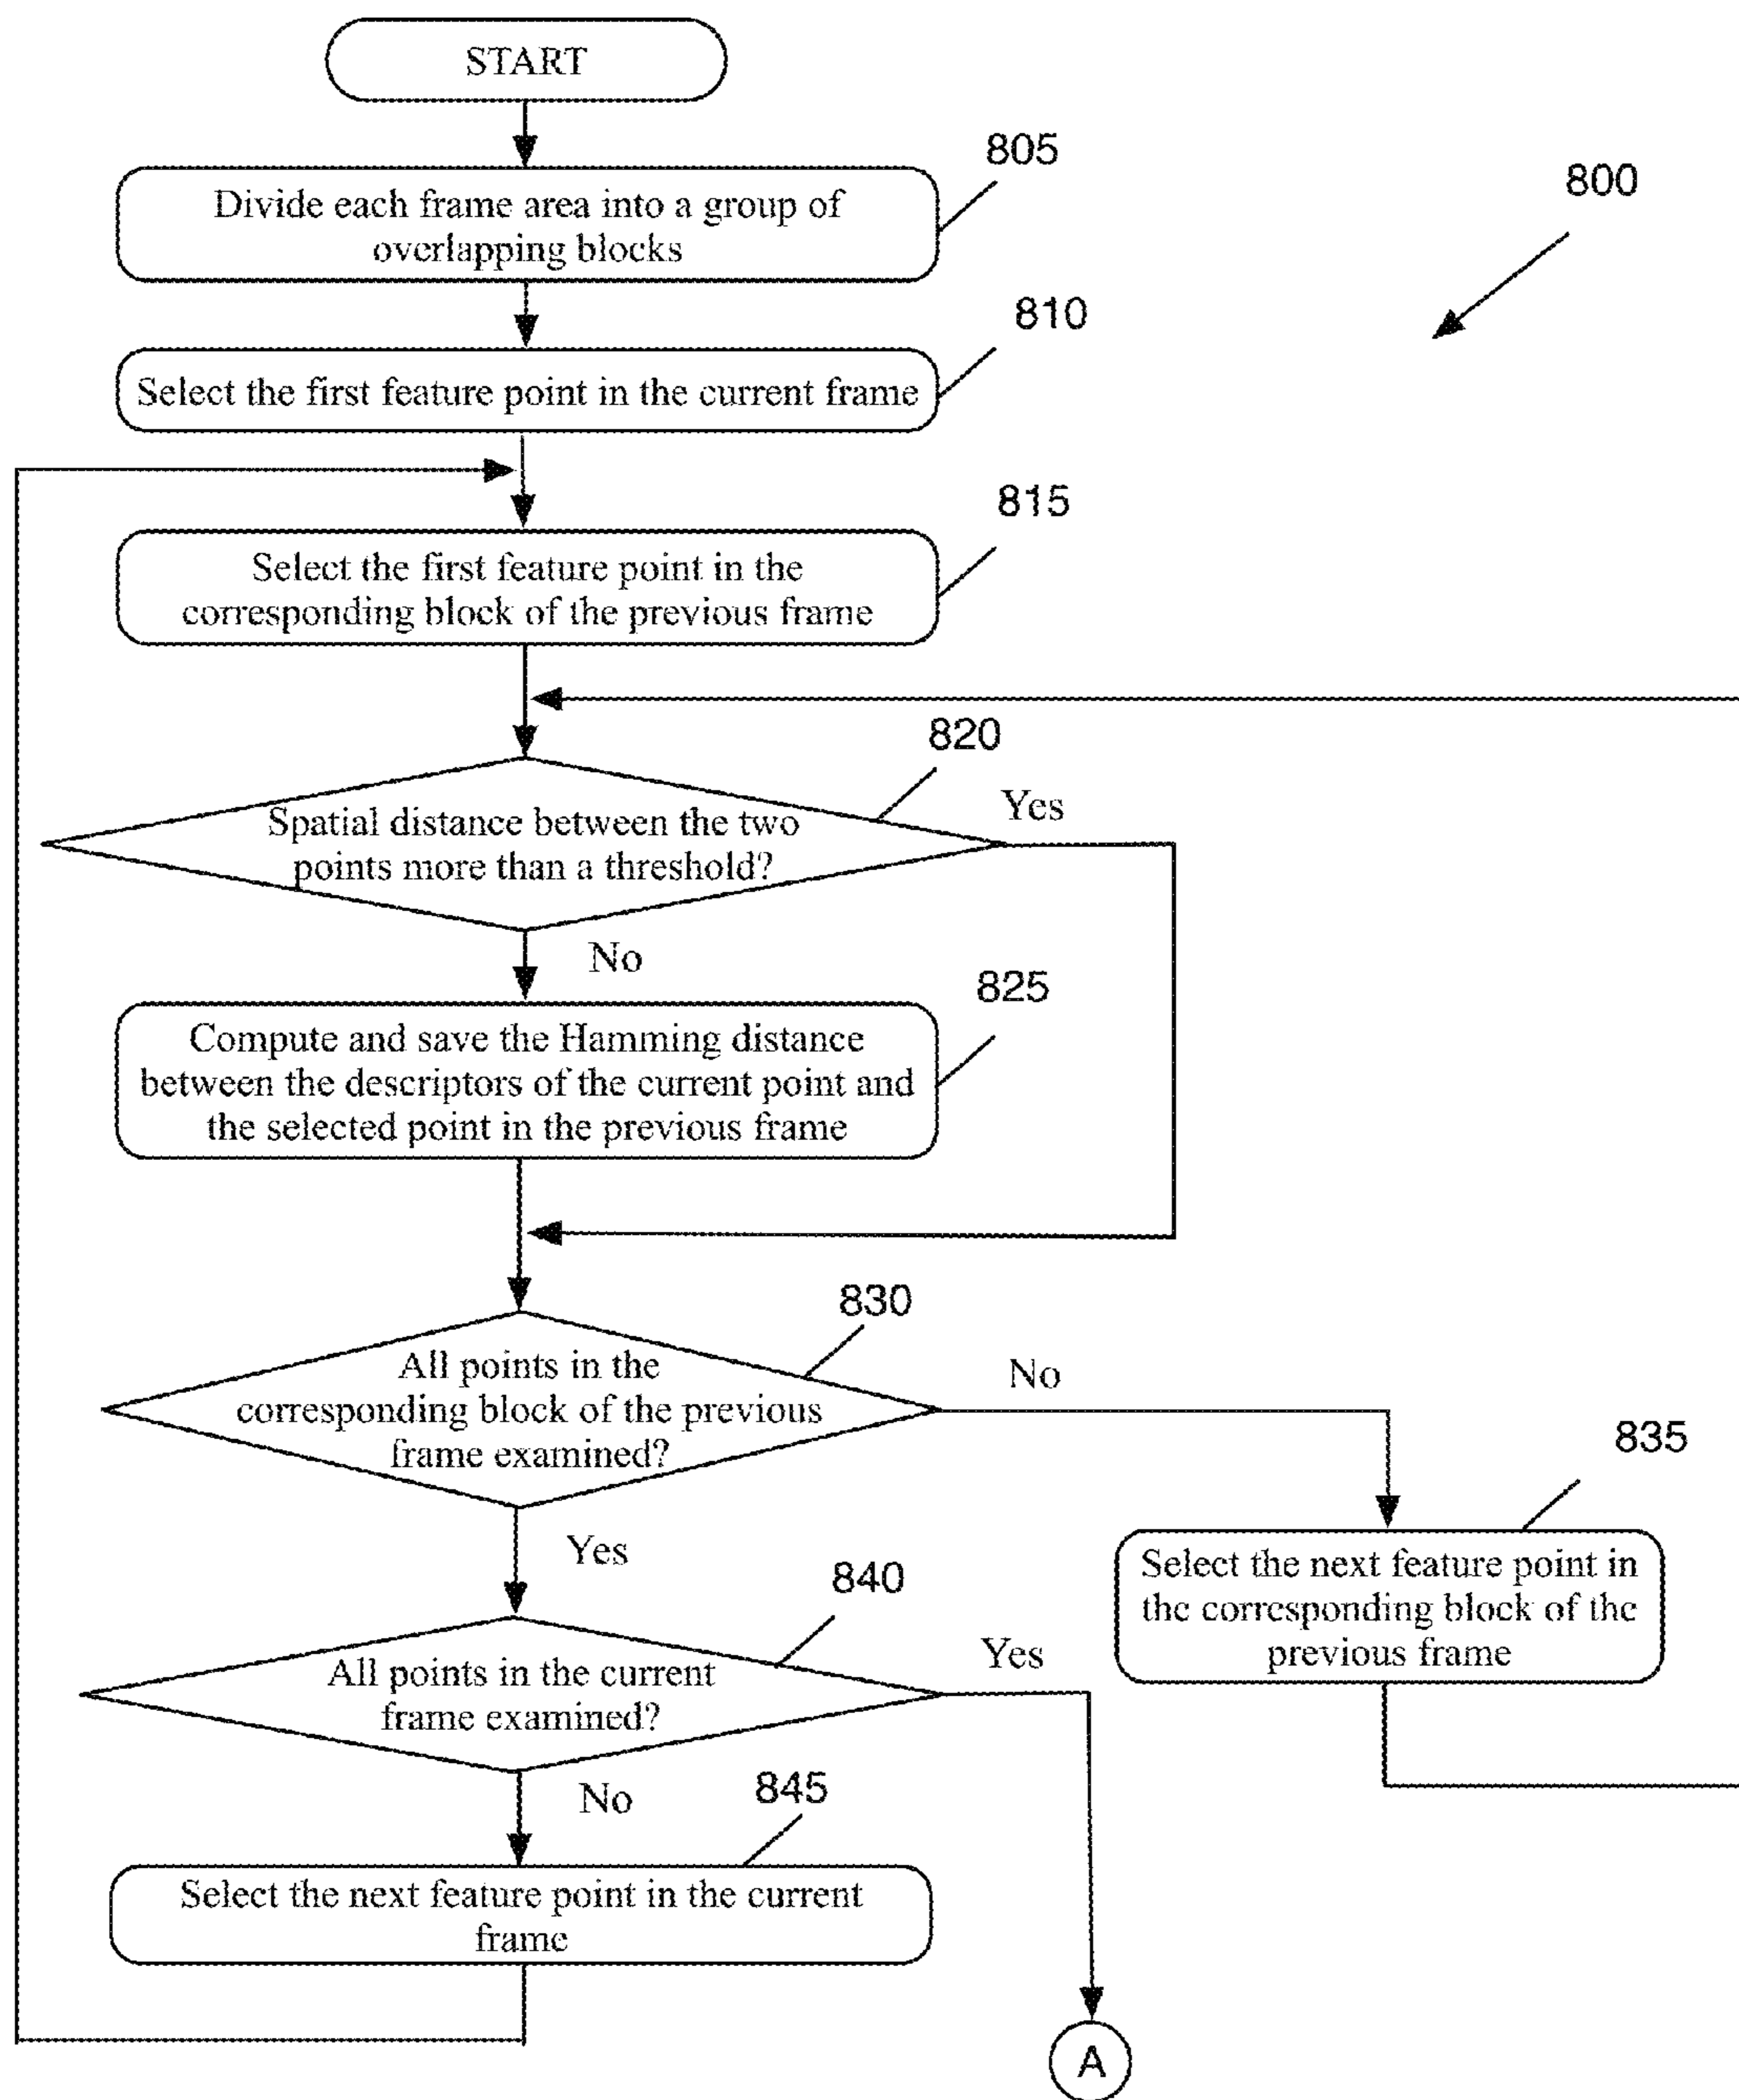 START
805
Divide each frame area into a group of
overlapping blocks
800
810
Select the first feature point in the current frame
815
Select the first feature point in the
corresponding block of the previous frame
820
Spatial distance between the two
points more than a threshold?
Yes
No
825
Compute and save the Hamming distance
between the descriptors of the current point and
the selected point in the previous frame
830
All points in the
corresponding block of the previous
frame examined?
No
835
Select the next feature point in
the corresponding block of the
previous frame
Yes
840
All points in the current
frame examined?
Yes
No
845
Select the next feature point in the current
frame
A